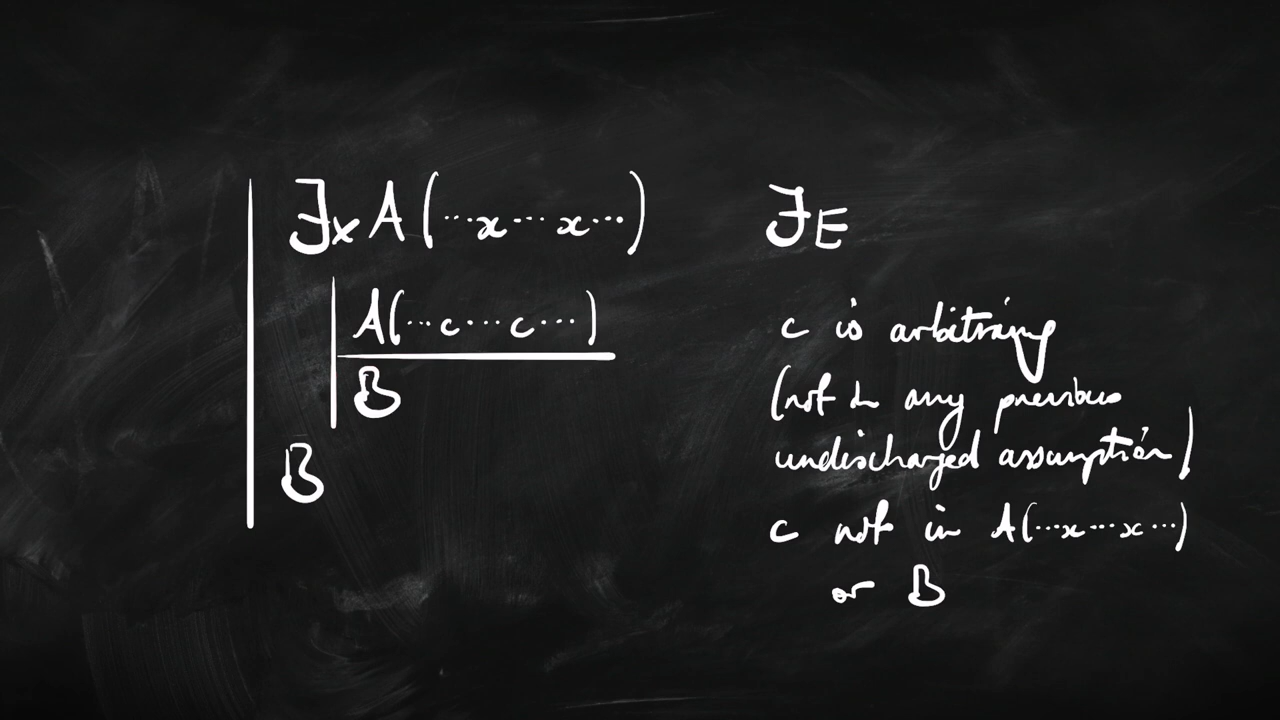 ∃x A(...x...x...)
A(...c...c...)
B
B
∃E
c is arbitrary
(not in any previous
undischarged assumption)
c not in A(...x...x...)
or B